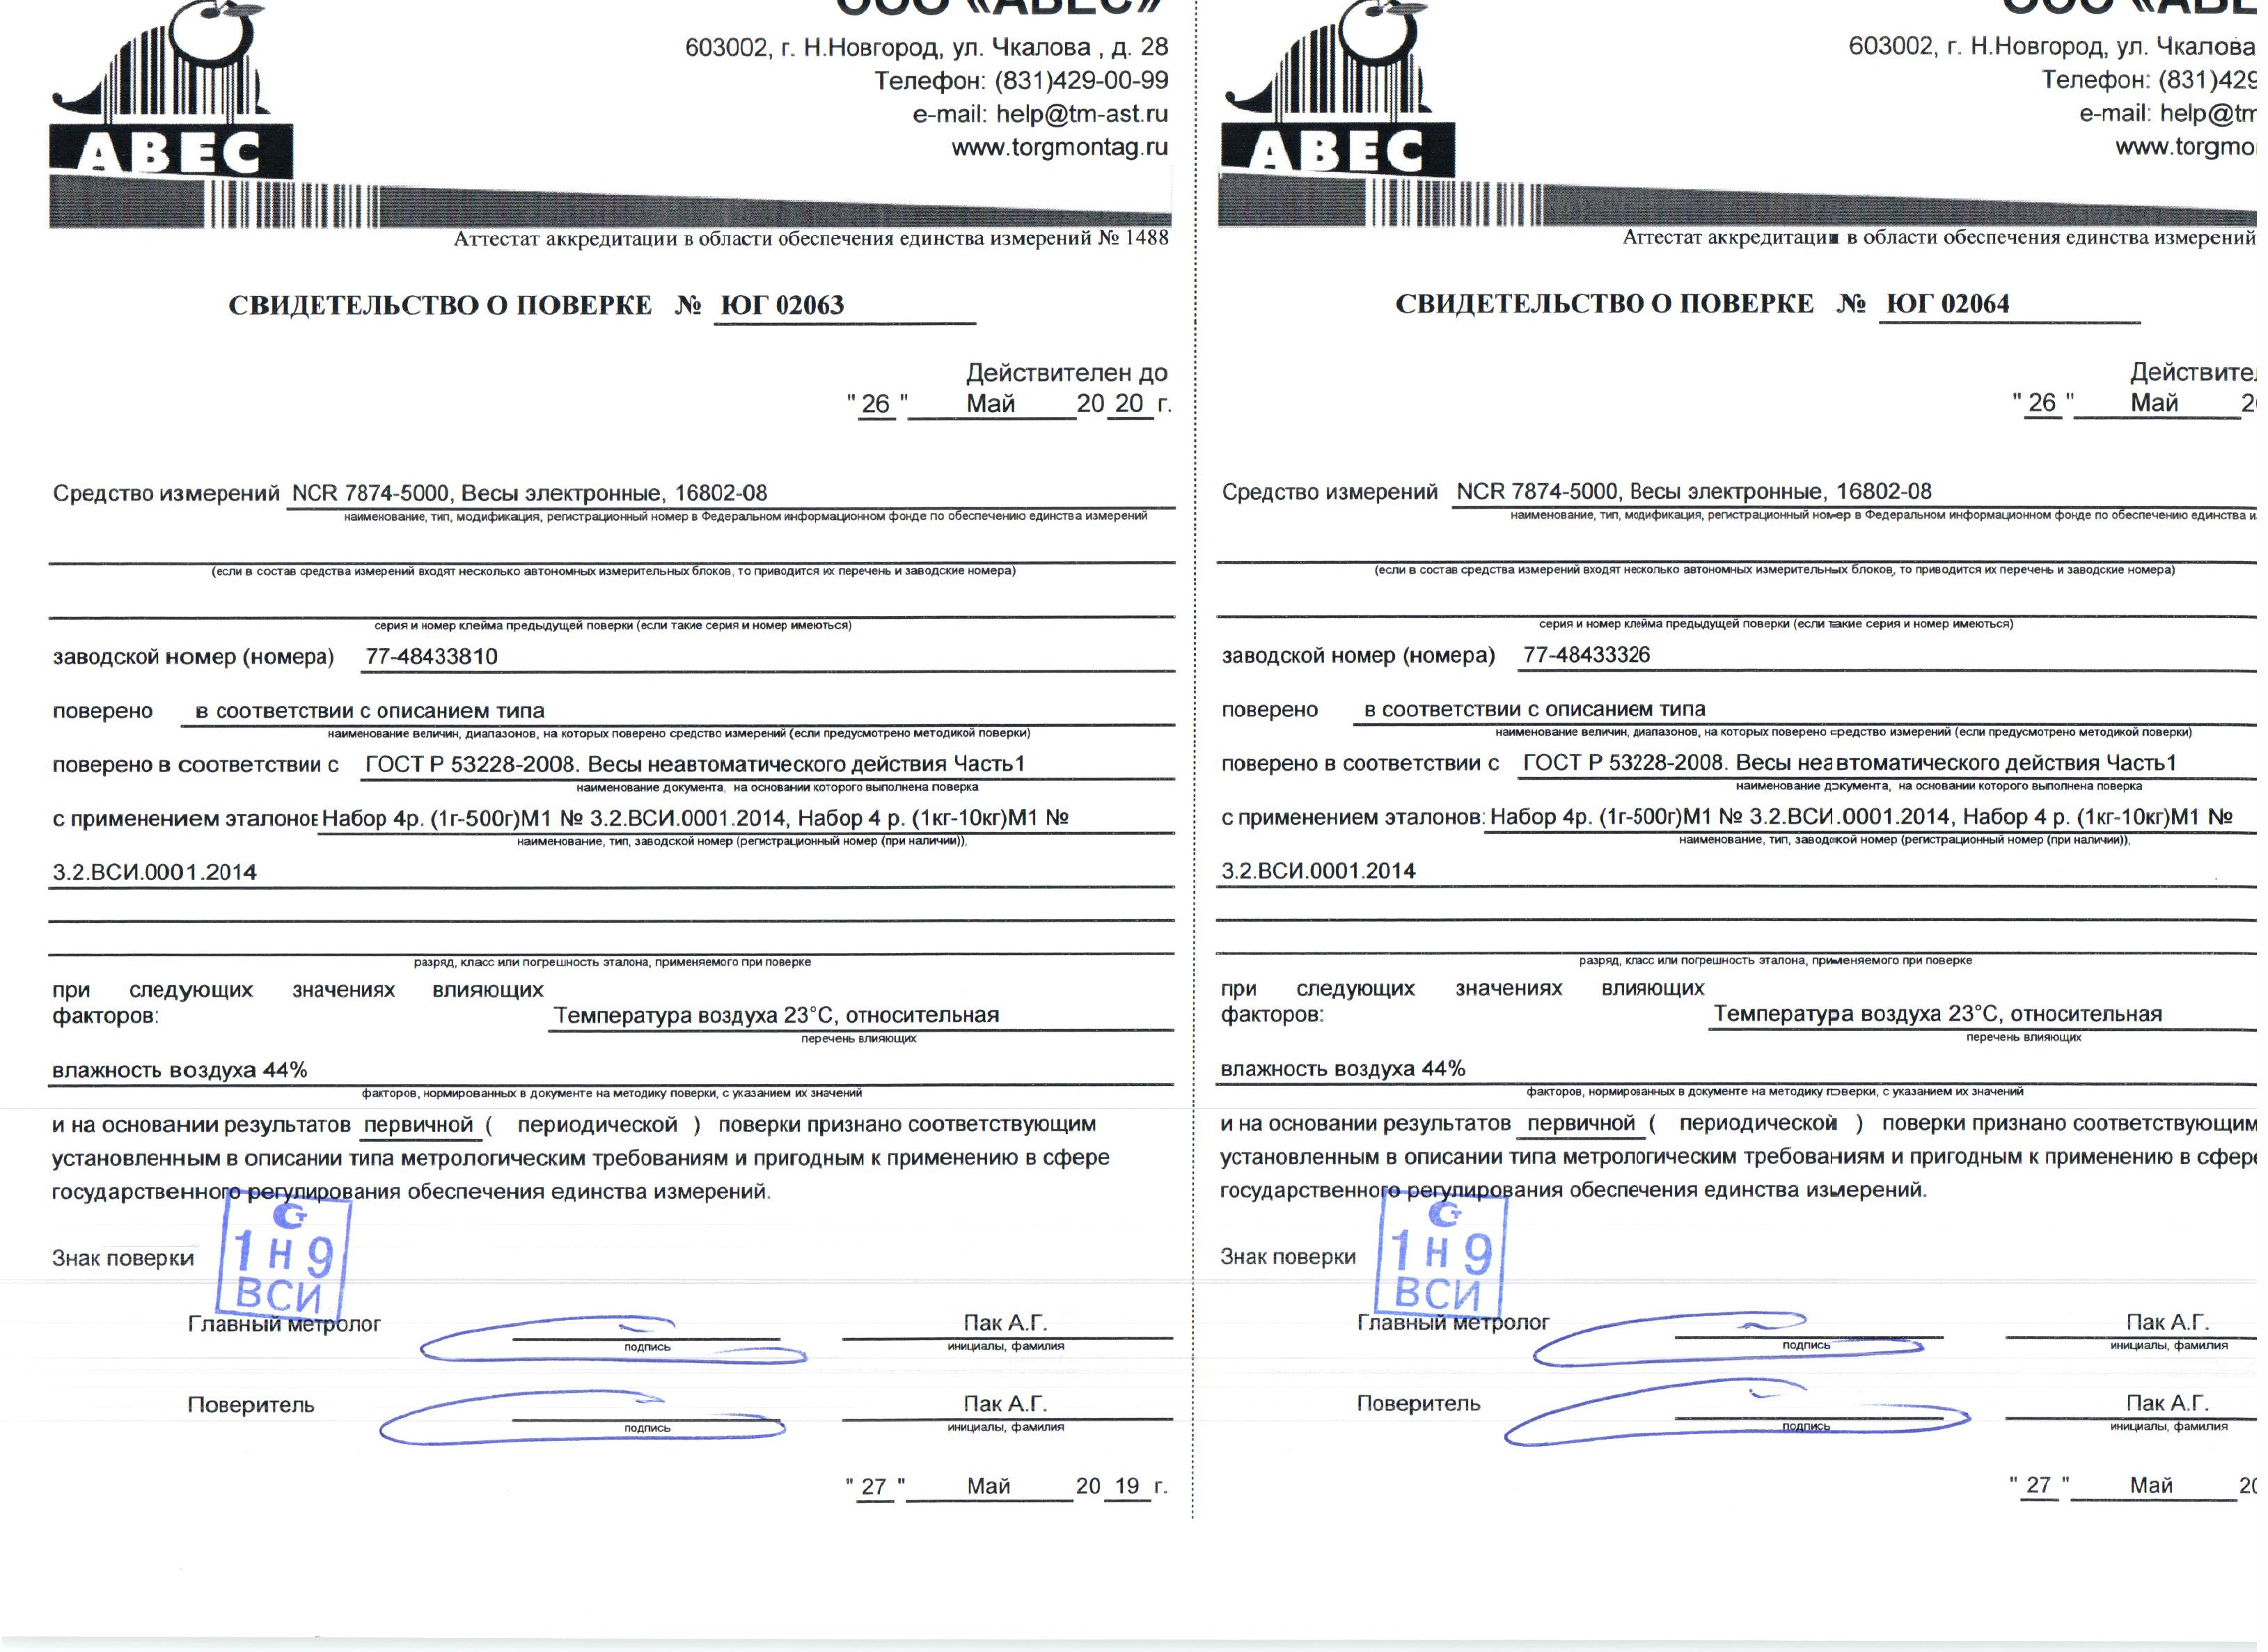 ООО «АВЕС»
603002, г. Н.Новгород, ул. Чкалова , д. 28
Телефон: (831)429-00-99
e-mail: help@tm-ast.ru
www.torgmontag.ru
АВЕС
Аттестат аккредитации в области обеспечения единства измерений № 1488
СВИДЕТЕЛЬСТВО О ПОВЕРКЕ № ЮГ 02063
Действителен до
" 26 " Май 20 20 г.
Средство измерений NCR 7874-5000, Весы электронные, 16802-08
наименование, тип, модификация, регистрационный номер в Федеральном информационном фонде по обеспечению единства измерений
(если в состав средства измерений входят несколько автономных измерительных блоков, то приводится их перечень и заводские номера)
серия и номер клейма предыдущей поверки (если такие серия и номер имеються)
заводской номер (номера) 77-48433810
поверено в соответствии с описанием типа
наименование величин, диапазонов, на которых поверено средство измерений (если предусмотрено методикой поверки)
поверено в соответствии с ГОСТ Р 53228-2008. Весы неавтоматического действия Часть1
наименование документа, на основании которого выполнена поверка
с применением эталонов Набор 4р. (1г-500г)М1 № 3.2.ВСИ.0001.2014, Набор 4 р. (1кг-10кг)М1 №
наименование, тип, заводской номер (регистрационный номер (при наличии)),
3.2.ВСИ.0001.2014
разряд, класс или погрешность эталона, применяемого при поверке
при следующих значениях влияющих
факторов: Температура воздуха 23°С, относительная
перечень влияющих
влажность воздуха 44%
факторов, нормированных в документе на методику поверки, с указанием их значений
и на основании результатов первичной ( периодической ) поверки признано соответствующим
установленным в описании типа метрологическим требованиям и пригодным к применению в сфере
государственного регулирования обеспечения единства измерений.
Знак поверки
1 Н 9
ВСИ
Главный метролог Пак А.Г.
подпись инициалы, фамилия
Поверитель Пак А.Г.
подпись инициалы, фамилия
" 27 " Май 20 19 г.
ООО «АВЕ
603002, г. Н.Новгород, ул. Чкалова
Телефон: (831)429
e-mail: help@tm
www.torgmo
АВЕС
Аттестат аккредитации в области обеспечения единства измерений
СВИДЕТЕЛЬСТВО О ПОВЕРКЕ № ЮГ 02064
Действител
" 26 " Май 2
Средство измерений NCR 7874-5000, Весы электронные, 16802-08
наименование, тип, модификация, регистрационный номер в Федеральном информационном фонде по обеспечению единства и
(если в состав средства измерений входят несколько автономных измерительных блоков, то приводится их перечень и заводские номера)
серия и номер клейма предыдущей поверки (если такие серия и номер имеються)
заводской номер (номера) 77-48433326
поверено в соответствии с описанием типа
наименование величин, диапазонов, на которых поверено средство измерений (если предусмотрено методикой поверки)
поверено в соответствии с ГОСТ Р 53228-2008. Весы неавтоматического действия Часть1
наименование документа, на основании которого выполнена поверка
с применением эталонов: Набор 4р. (1г-500г)М1 № 3.2.ВСИ.0001.2014, Набор 4 р. (1кг-10кг)М1 №
наименование, тип, заводской номер (регистрационный номер (при наличии)),
3.2.ВСИ.0001.2014
разряд, класс или погрешность эталона, применяемого при поверке
при следующих значениях влияющих
факторов: Температура воздуха 23°С, относительная
перечень влияющих
влажность воздуха 44%
факторов, нормированных в документе на методику поверки, с указанием их значений
и на основании результатов первичной ( периодической ) поверки признано соответствующим
установленным в описании типа метрологическим требованиям и пригодным к применению в сфере
государственного регулирования обеспечения единства измерений.
Знак поверки
1 Н 9
ВСИ
Главный метролог Пак А.Г.
подпись инициалы, фамилия
Поверитель Пак А.Г.
подпись инициалы, фамилия
" 27 " Май 20